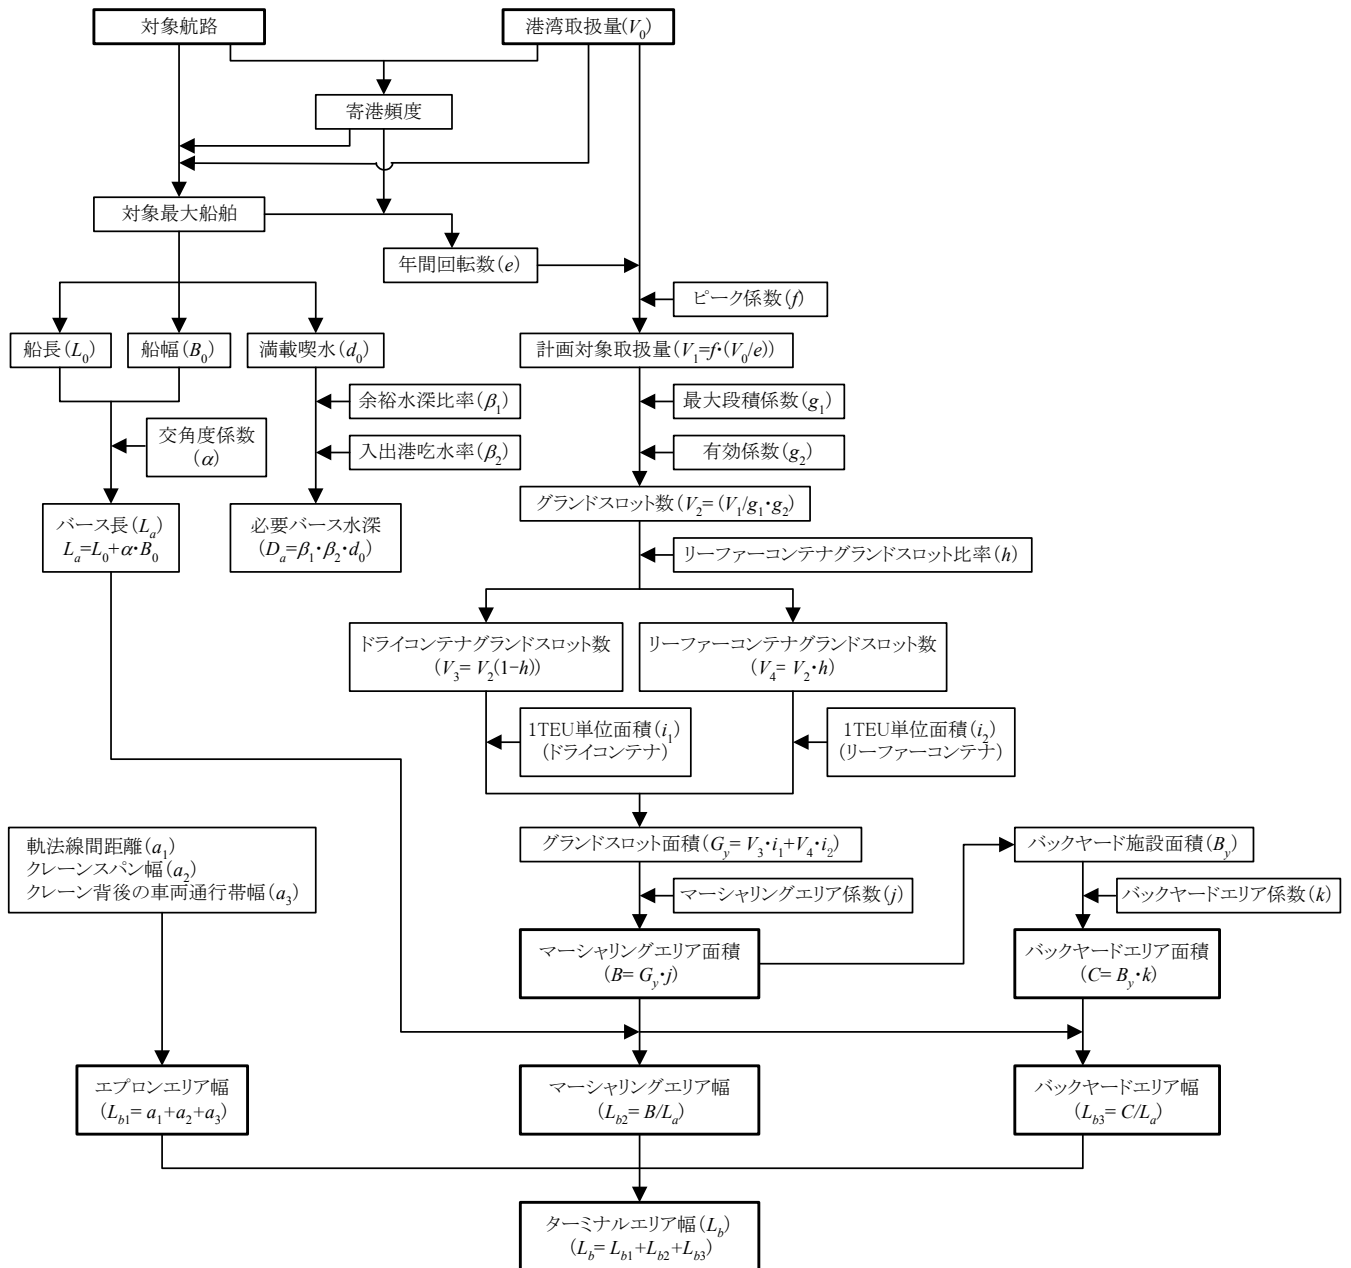 対象航路
港湾取扱量(V0)
寄港頻度
対象最大船舶
年間回転数(e)
ピーク係数(f)
船長(L0)
船幅(B0)
満載喫水(d0)
計画対象取扱量(V1=f・(V0/e))
余裕水深比率(β1)
最大段積係数(g1)
交角度係数
(α)
入出港吃水率(β2)
有効係数(g2)
グランドスロット数(V2=(V1/g1・g2)
バース長(La)
La=L0+α・B0
必要バース水深
(Da=β1・β2・d0)
リーファーコンテナグランドスロット比率(h)
ドライコンテナグランドスロット数
(V3= V2(1−h))
リーファーコンテナグランドスロット数
(V4= V2・h)
1TEU単位面積(i1)
(ドライコンテナ)
1TEU単位面積(i2)
(リーファーコンテナ)
軌法線間距離(a1)
クレーンスパン幅(a2)
クレーン背後の車両通行帯幅(a3)
グランドスロット面積(Gy= V3・i1+V4・i2)
バックヤード施設面積(By)
マーシャリングエリア係数(j)
バックヤードエリア係数(k)
マーシャリングエリア面積
(B= Gy・j)
バックヤードエリア面積
(C= By・k)
エプロンエリア幅
(Lb1= a1+a2+a3)
マーシャリングエリア幅
(Lb2= B/La)
バックヤードエリア幅
(Lb3= C/La)
ターミナルエリア幅(Lb)
(Lb= Lb1+Lb2+Lb3)